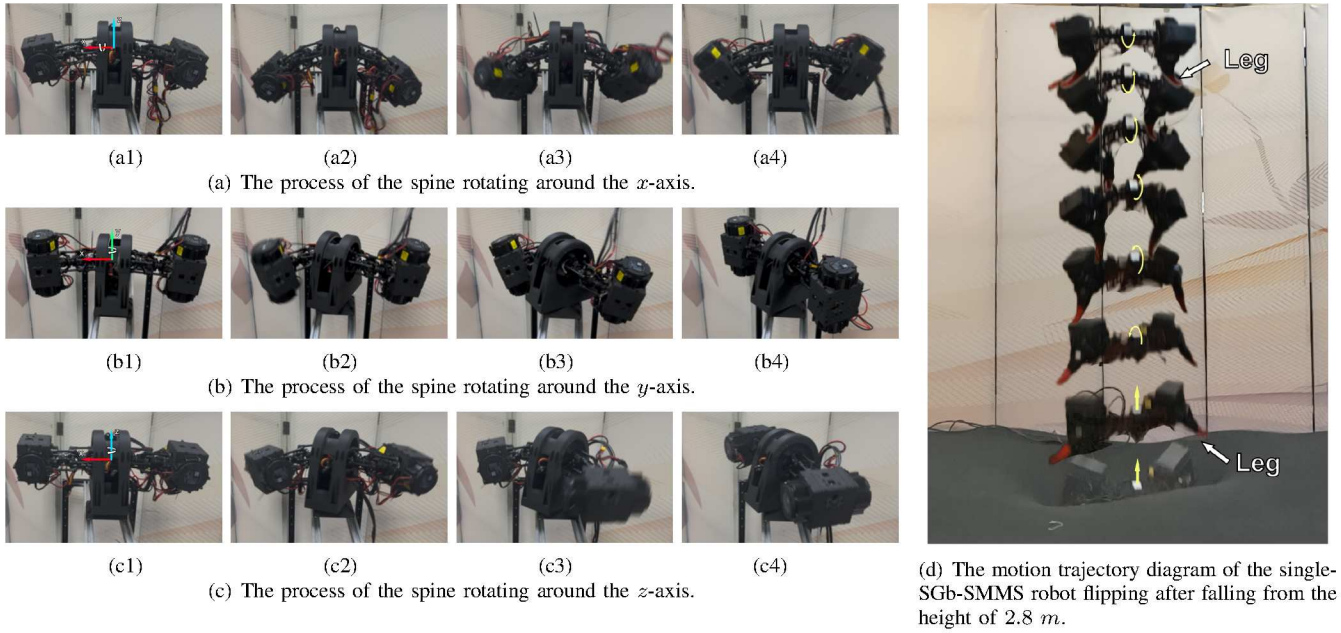 (a1) (a2) (a3) (a4)
(a) The process of the spine rotating around the x-axis.
(b1) (b2) (b3) (b4)
(b) The process of the spine rotating around the y-axis.
(c1) (c2) (c3) (c4)
(c) The process of the spine rotating around the z-axis.
Leg
Leg
(d) The motion trajectory diagram of the single-
SGb-SMMS robot flipping after falling from the
height of 2.8 m.